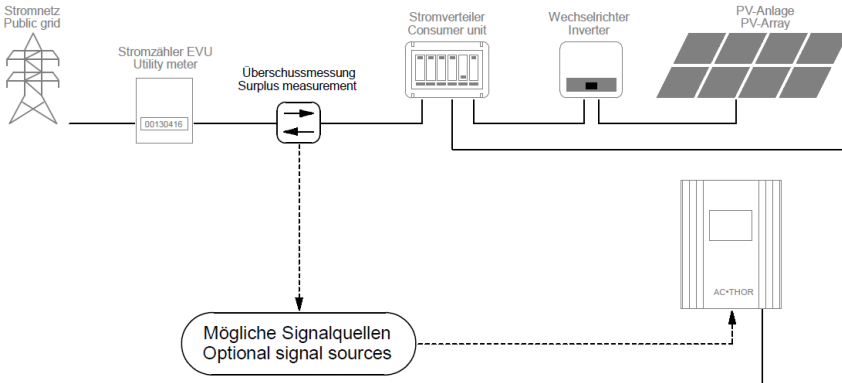 Stromnetz
Public grid
Stromzähler EVU
Utility meter
00130416
Überschussmessung
Surplus measurement
Stromverteiler
Consumer unit
Wechselrichter
Inverter
PV-Anlage
PV-Array
AC•THOR
Mögliche Signalquellen
Optional signal sources